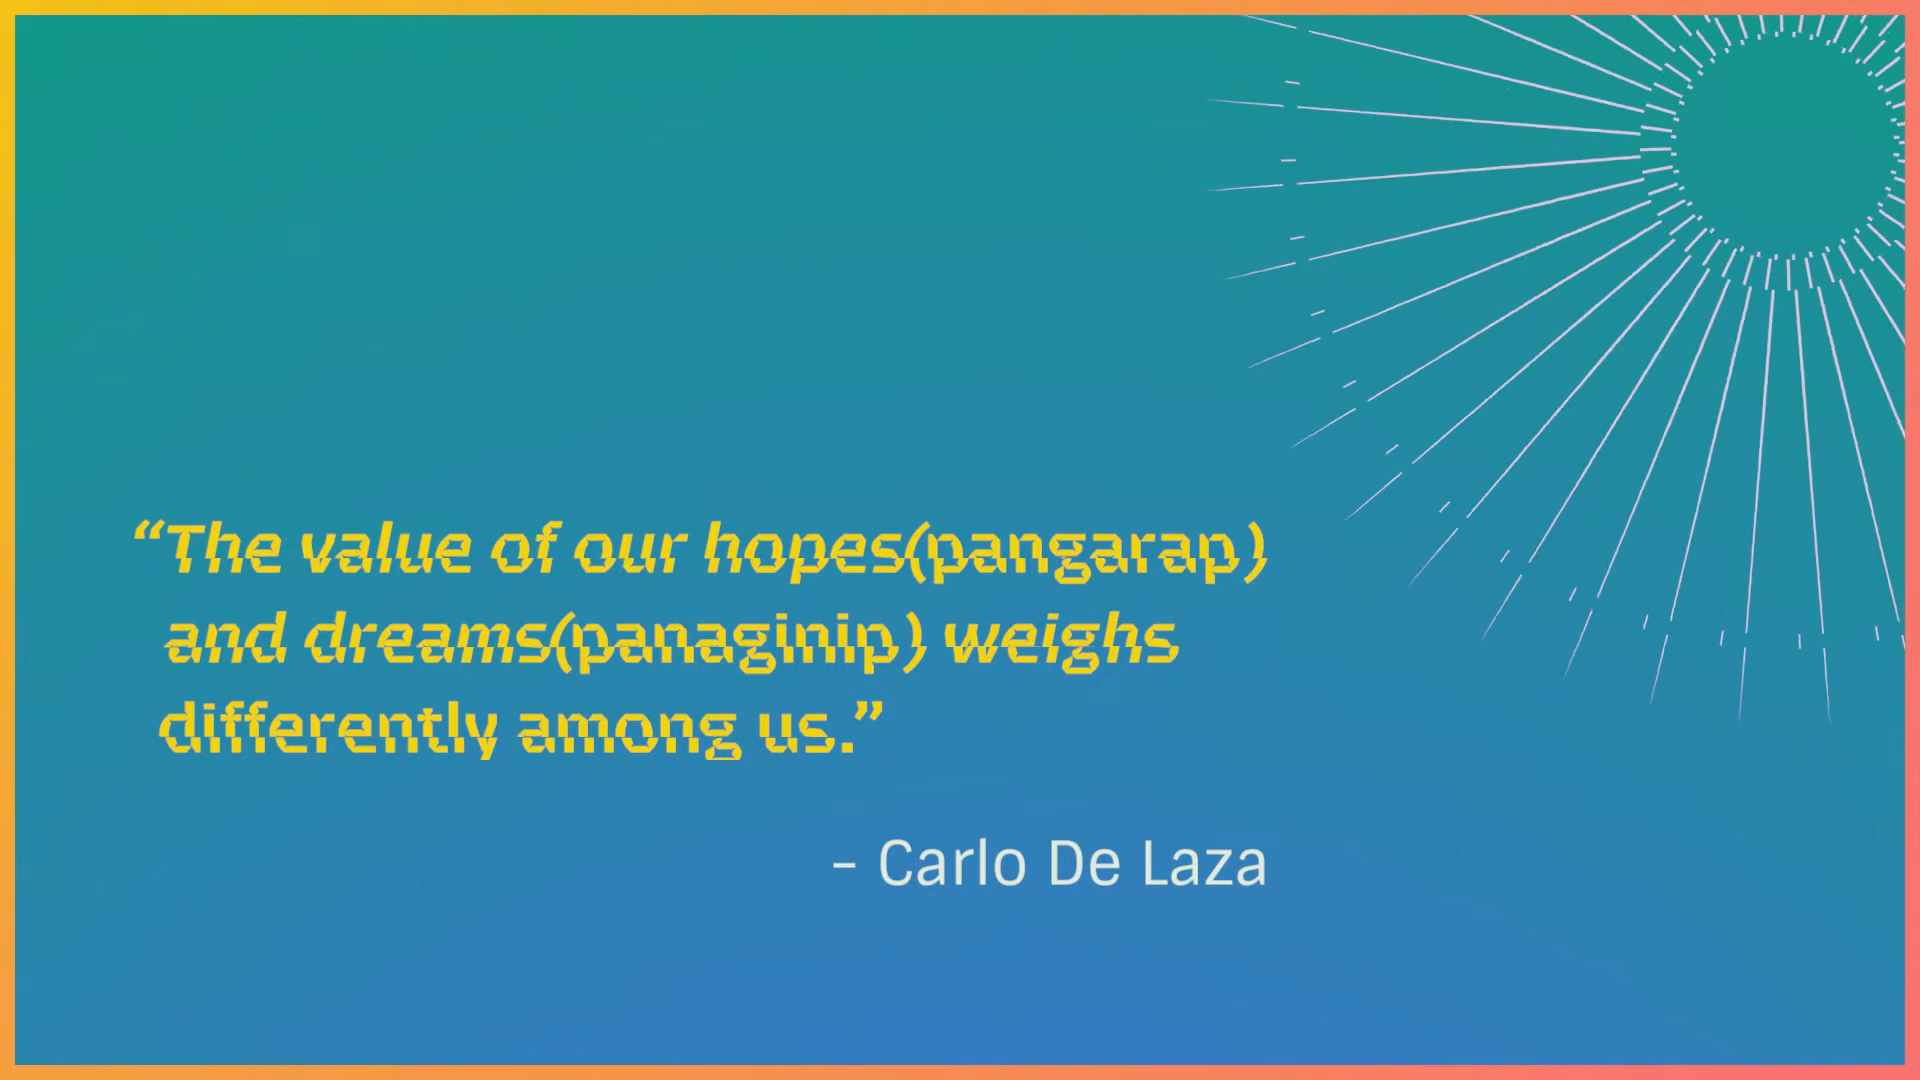 “The value of our hopes(pangarap)
and dreams(panaginip) weighs
differently among us.”
- Carlo De Laza